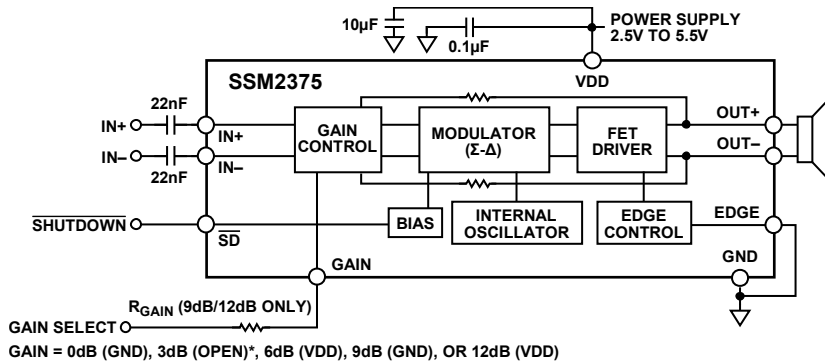 10µF
0.1µF
POWER SUPPLY
2.5V TO 5.5V
VDD
SSM2375
22nF
IN+
IN+
IN–
IN–
22nF
GAIN
CONTROL
MODULATOR
(Σ-Δ)
FET
DRIVER
OUT+
OUT–
SHUTDOWN
SD
BIAS
INTERNAL
OSCILLATOR
EDGE
CONTROL
EDGE
GND
GAIN
RGAIN (9dB/12dB ONLY)
GAIN SELECT
GAIN = 0dB (GND), 3dB (OPEN)*, 6dB (VDD), 9dB (GND), OR 12dB (VDD)